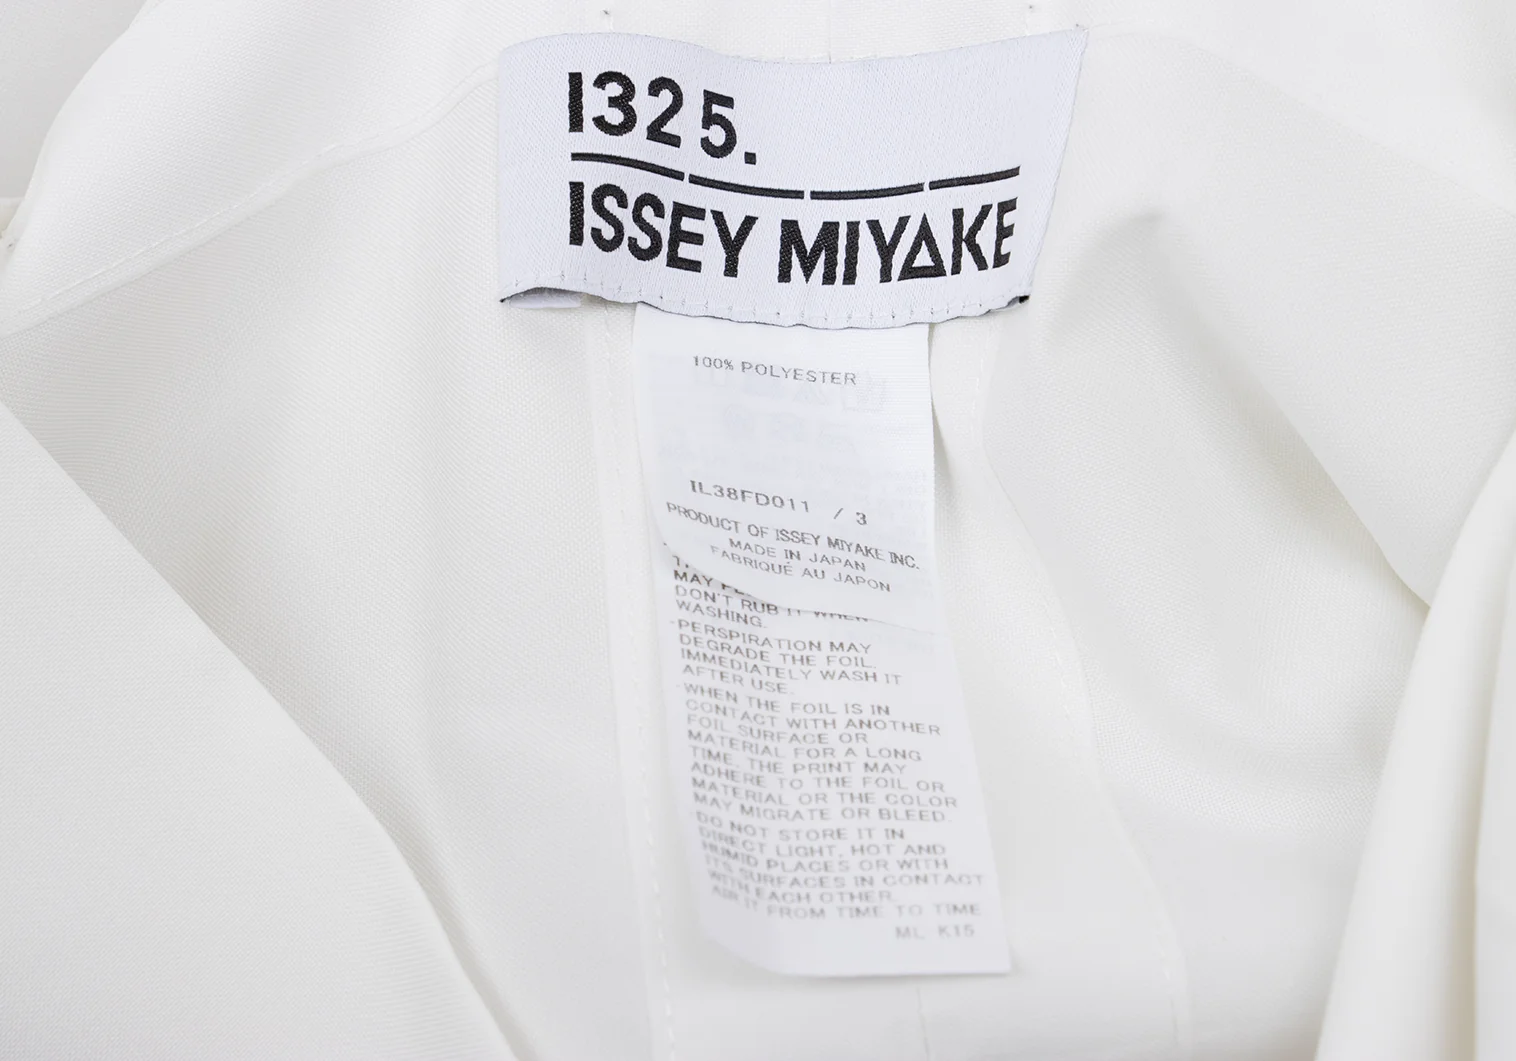 132 5.
ISSEY MIYAKE
100% POLYESTER
IL38FD011 / 3
PRODUCT OF ISSEY MIYAKE INC.
MADE IN JAPAN
FABRIQUÉ AU JAPON
MAY
DON'T RUB IT WHEN
WASHING.
·PERSPIRATION MAY
DEGRADE THE FOIL.
IMMEDIATELY WASH IT
AFTER USE.
·WHEN THE FOIL IS IN
CONTACT WITH ANOTHER
FOIL SURFACE OR
MATERIAL FOR A LONG
TIME, THE PRINT MAY
ADHERE TO THE FOIL OR
MATERIAL OR THE COLOR
MAY MIGRATE OR BLEED.
·DO NOT STORE IT IN
DIRECT LIGHT, HOT AND
HUMID PLACES OR WITH
ITS SURFACES IN CONTACT
WITH EACH OTHER.
AIR IT FROM TIME TO TIME
ML K15